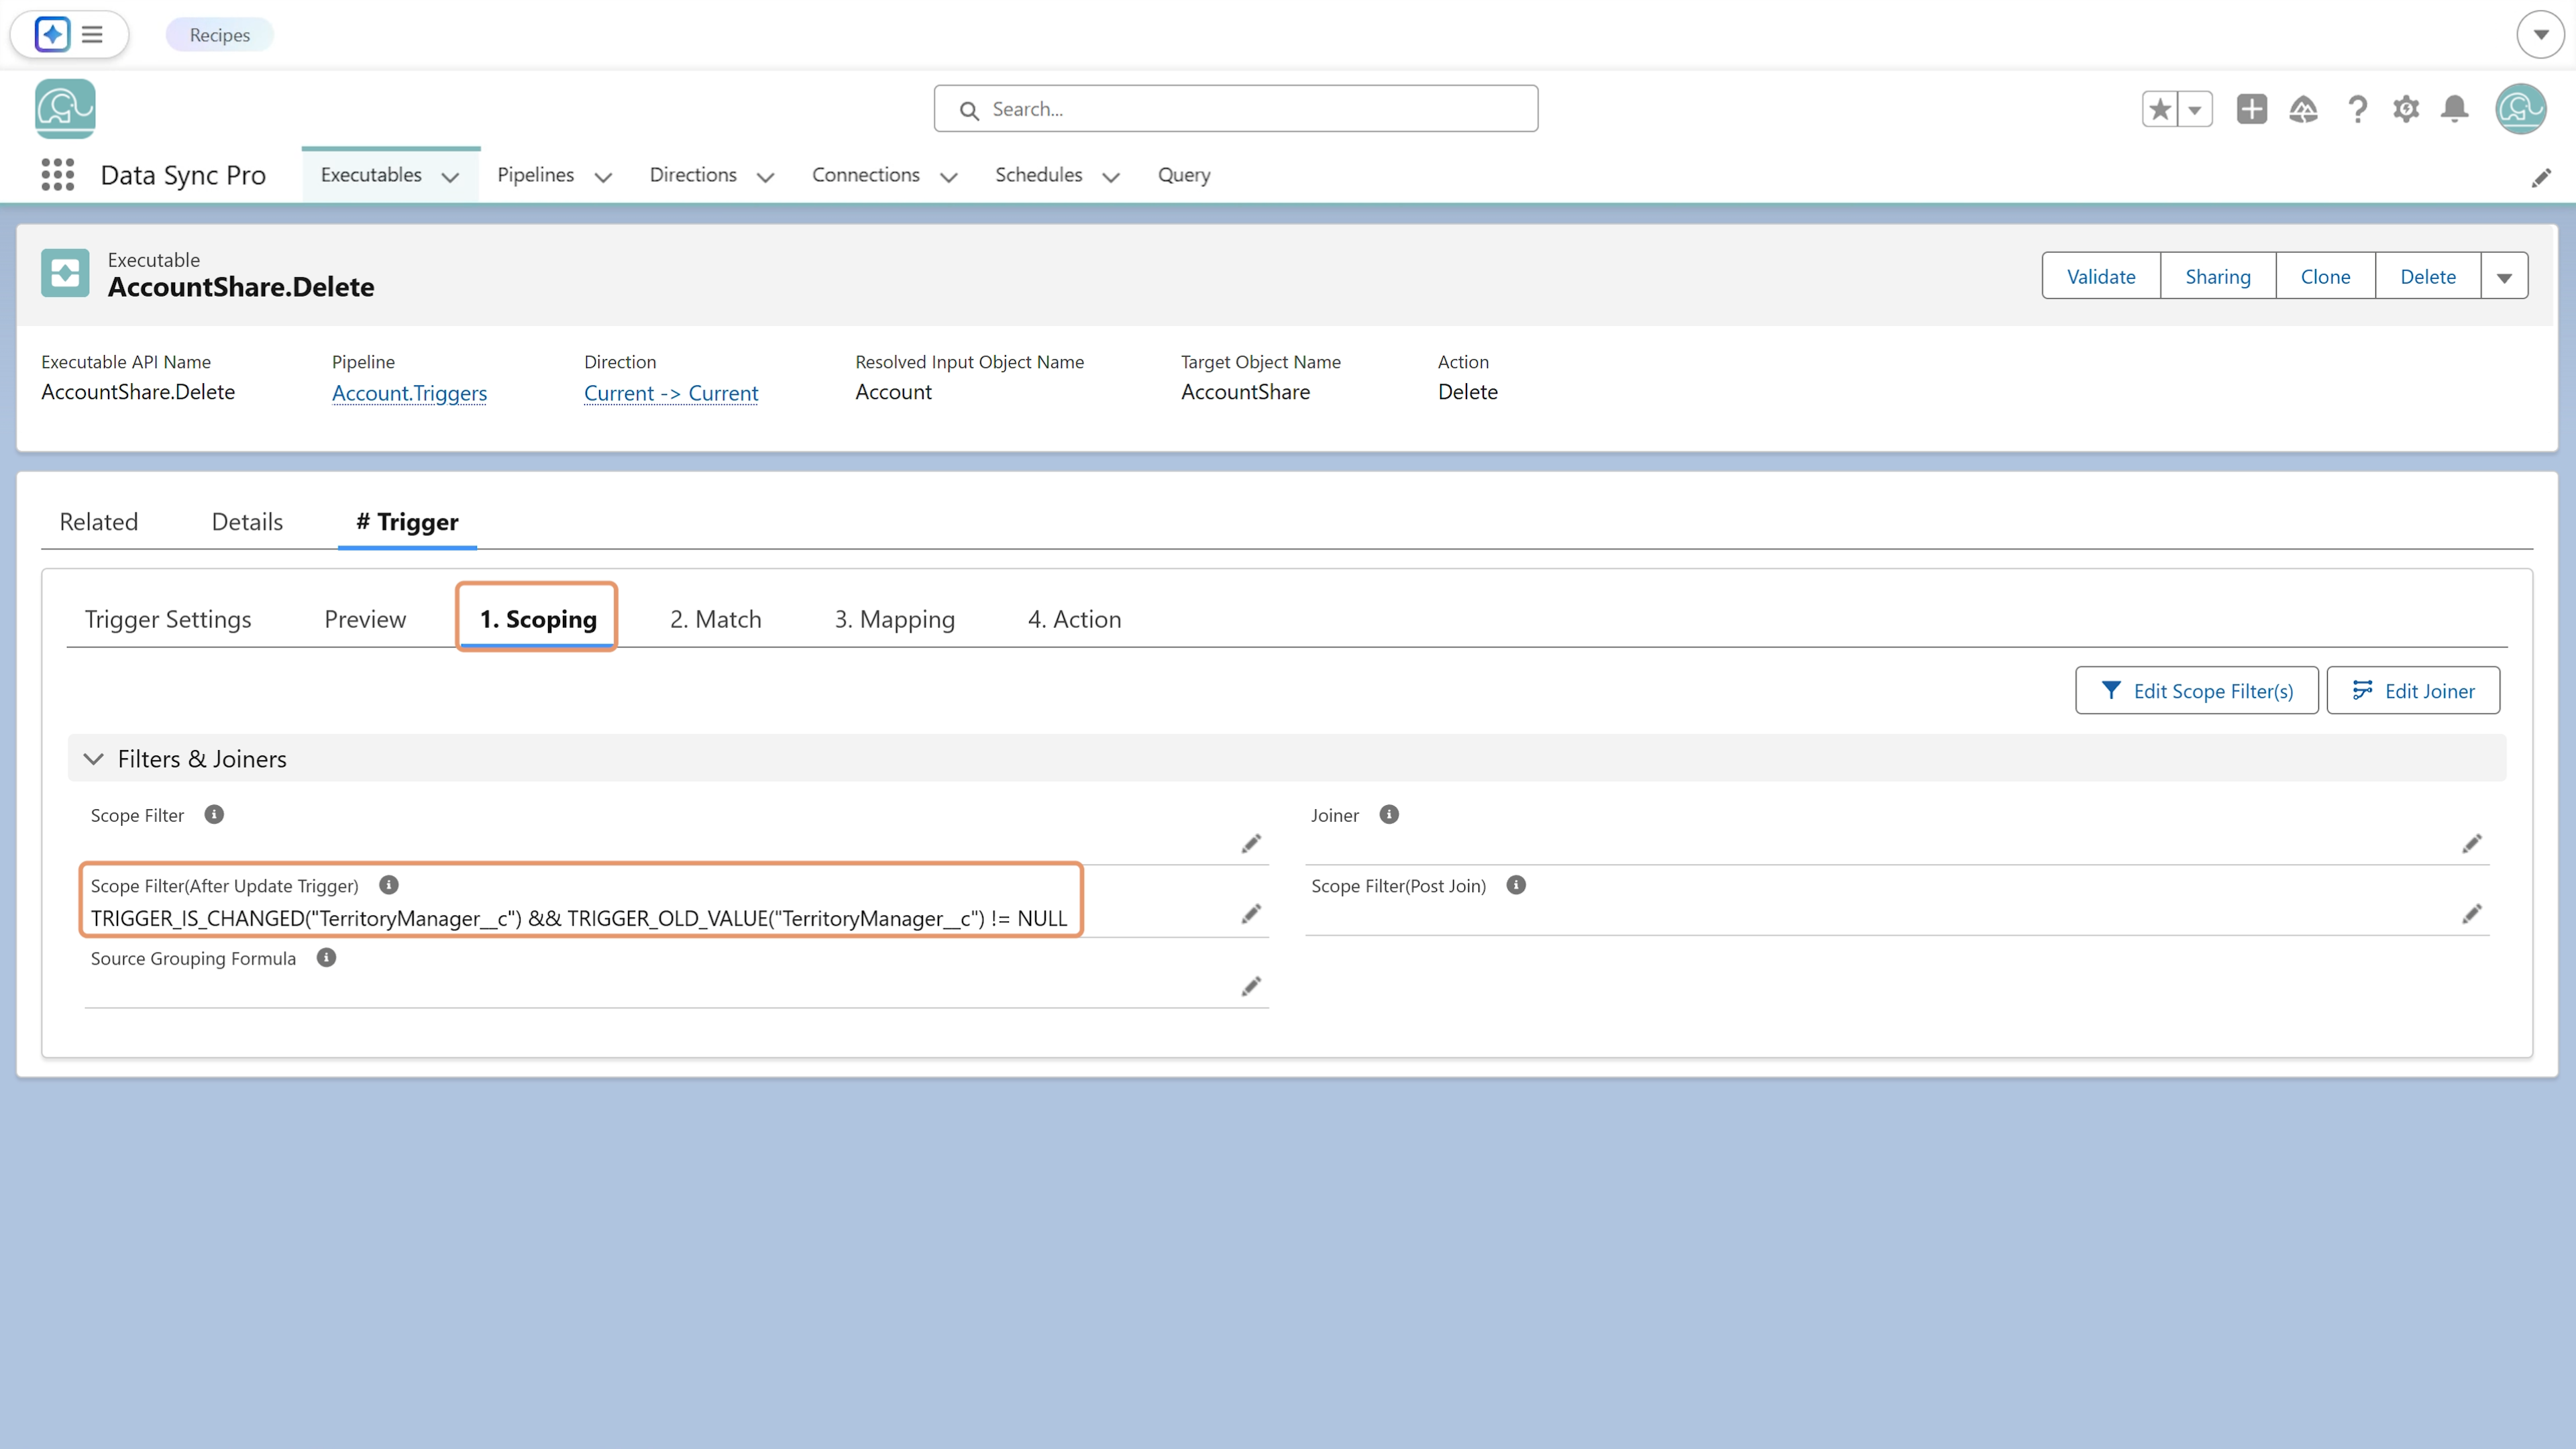 Recipes
Search...
Data Sync Pro
Executables
Pipelines
Directions
Connections
Schedules
Query
Executable
AccountShare.Delete
Validate
Sharing
Clone
Delete
Executable API Name
AccountShare.Delete
Pipeline
Account.Triggers
Direction
Current -> Current
Resolved Input Object Name
Account
Target Object Name
AccountShare
Action
Delete
Related
Details
# Trigger
Trigger Settings
Preview
1. Scoping
2. Match
3. Mapping
4. Action
Edit Scope Filter(s)
Edit Joiner
Filters & Joiners
Scope Filter
Joiner
Scope Filter(After Update Trigger)
TRIGGER_IS_CHANGED("TerritoryManager__c") && TRIGGER_OLD_VALUE("TerritoryManager__c") != NULL
Scope Filter(Post Join)
Source Grouping Formula